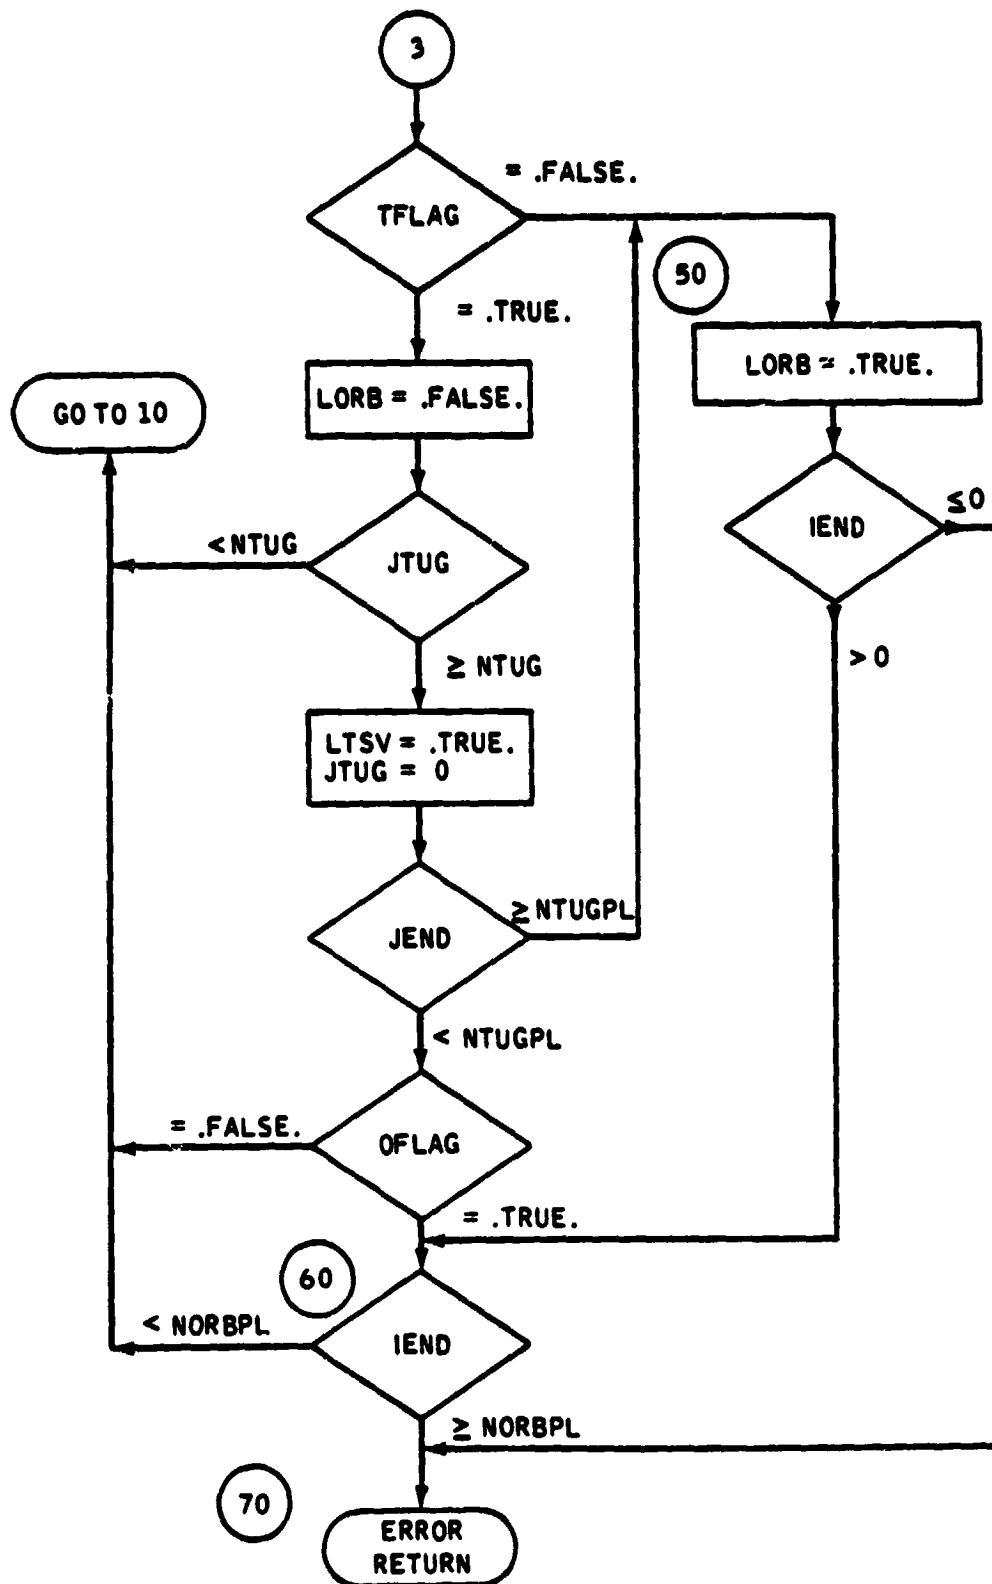 3
= .FALSE.
TFLAG
50
= .TRUE.
LORB = .FALSE.
LORB = .TRUE.
GO TO 10
IEND
≤0
<NTUG
JTUG
>0
≥ NTUG
LTSV = .TRUE.
JTUG = 0
≥ NTUGPL
JEND
< NTUGPL
= .FALSE.
OFLAG
= .TRUE.
60
< NORBPL
IEND
≥ NORBPL
70
ERROR
RETURN